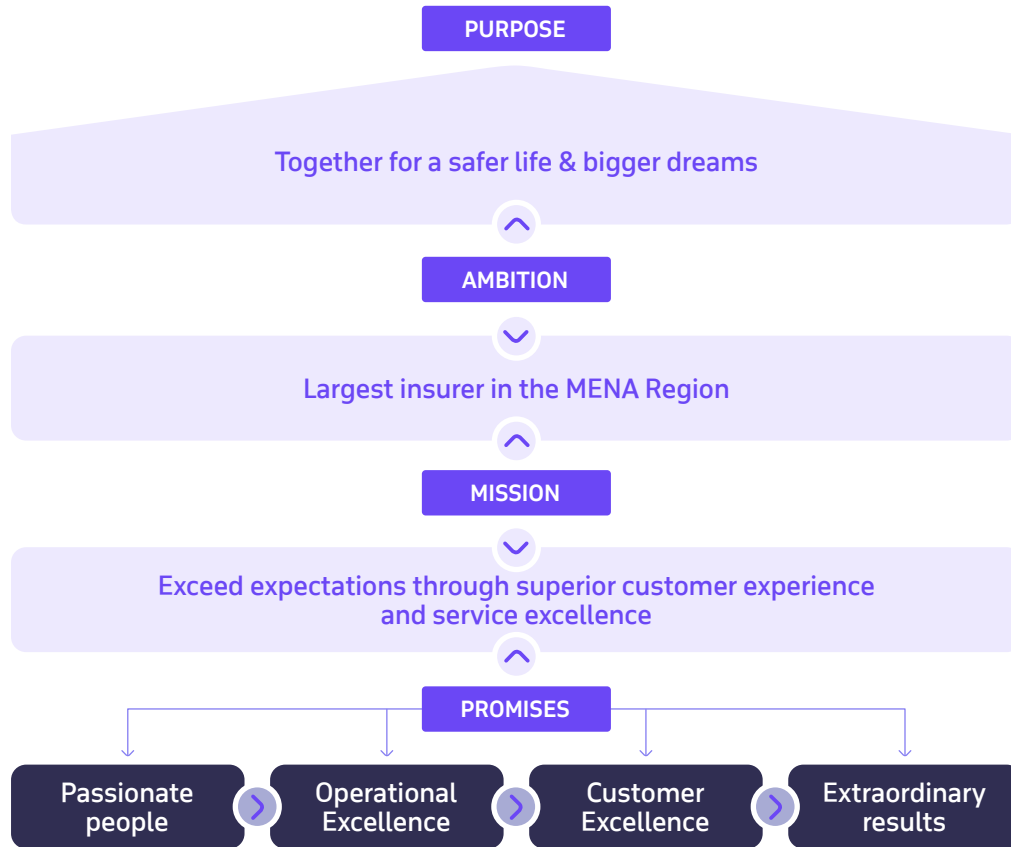 PURPOSE
Together for a safer life & bigger dreams
AMBITION
Largest insurer in the MENA Region
MISSION
Exceed expectations through superior customer experience
and service excellence
PROMISES
Passionate
people
Operational
Excellence
Customer
Excellence
Extraordinary
results